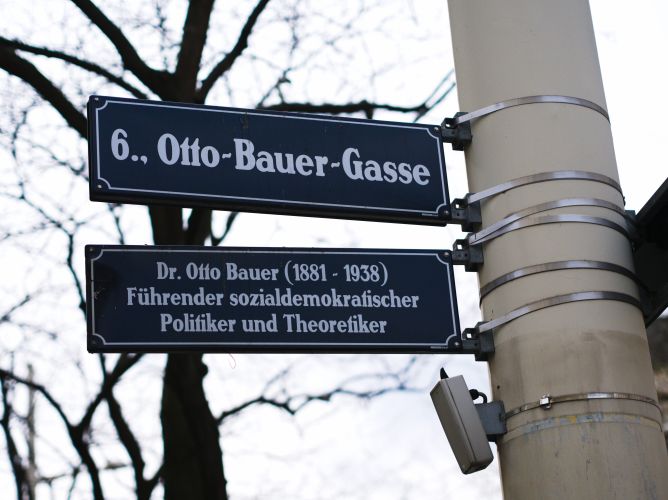 6., Otto-Bauer-Gasse
Dr. Otto Bauer (1881 - 1938)
Führender sozialdemokratischer
Politiker und Theoretiker